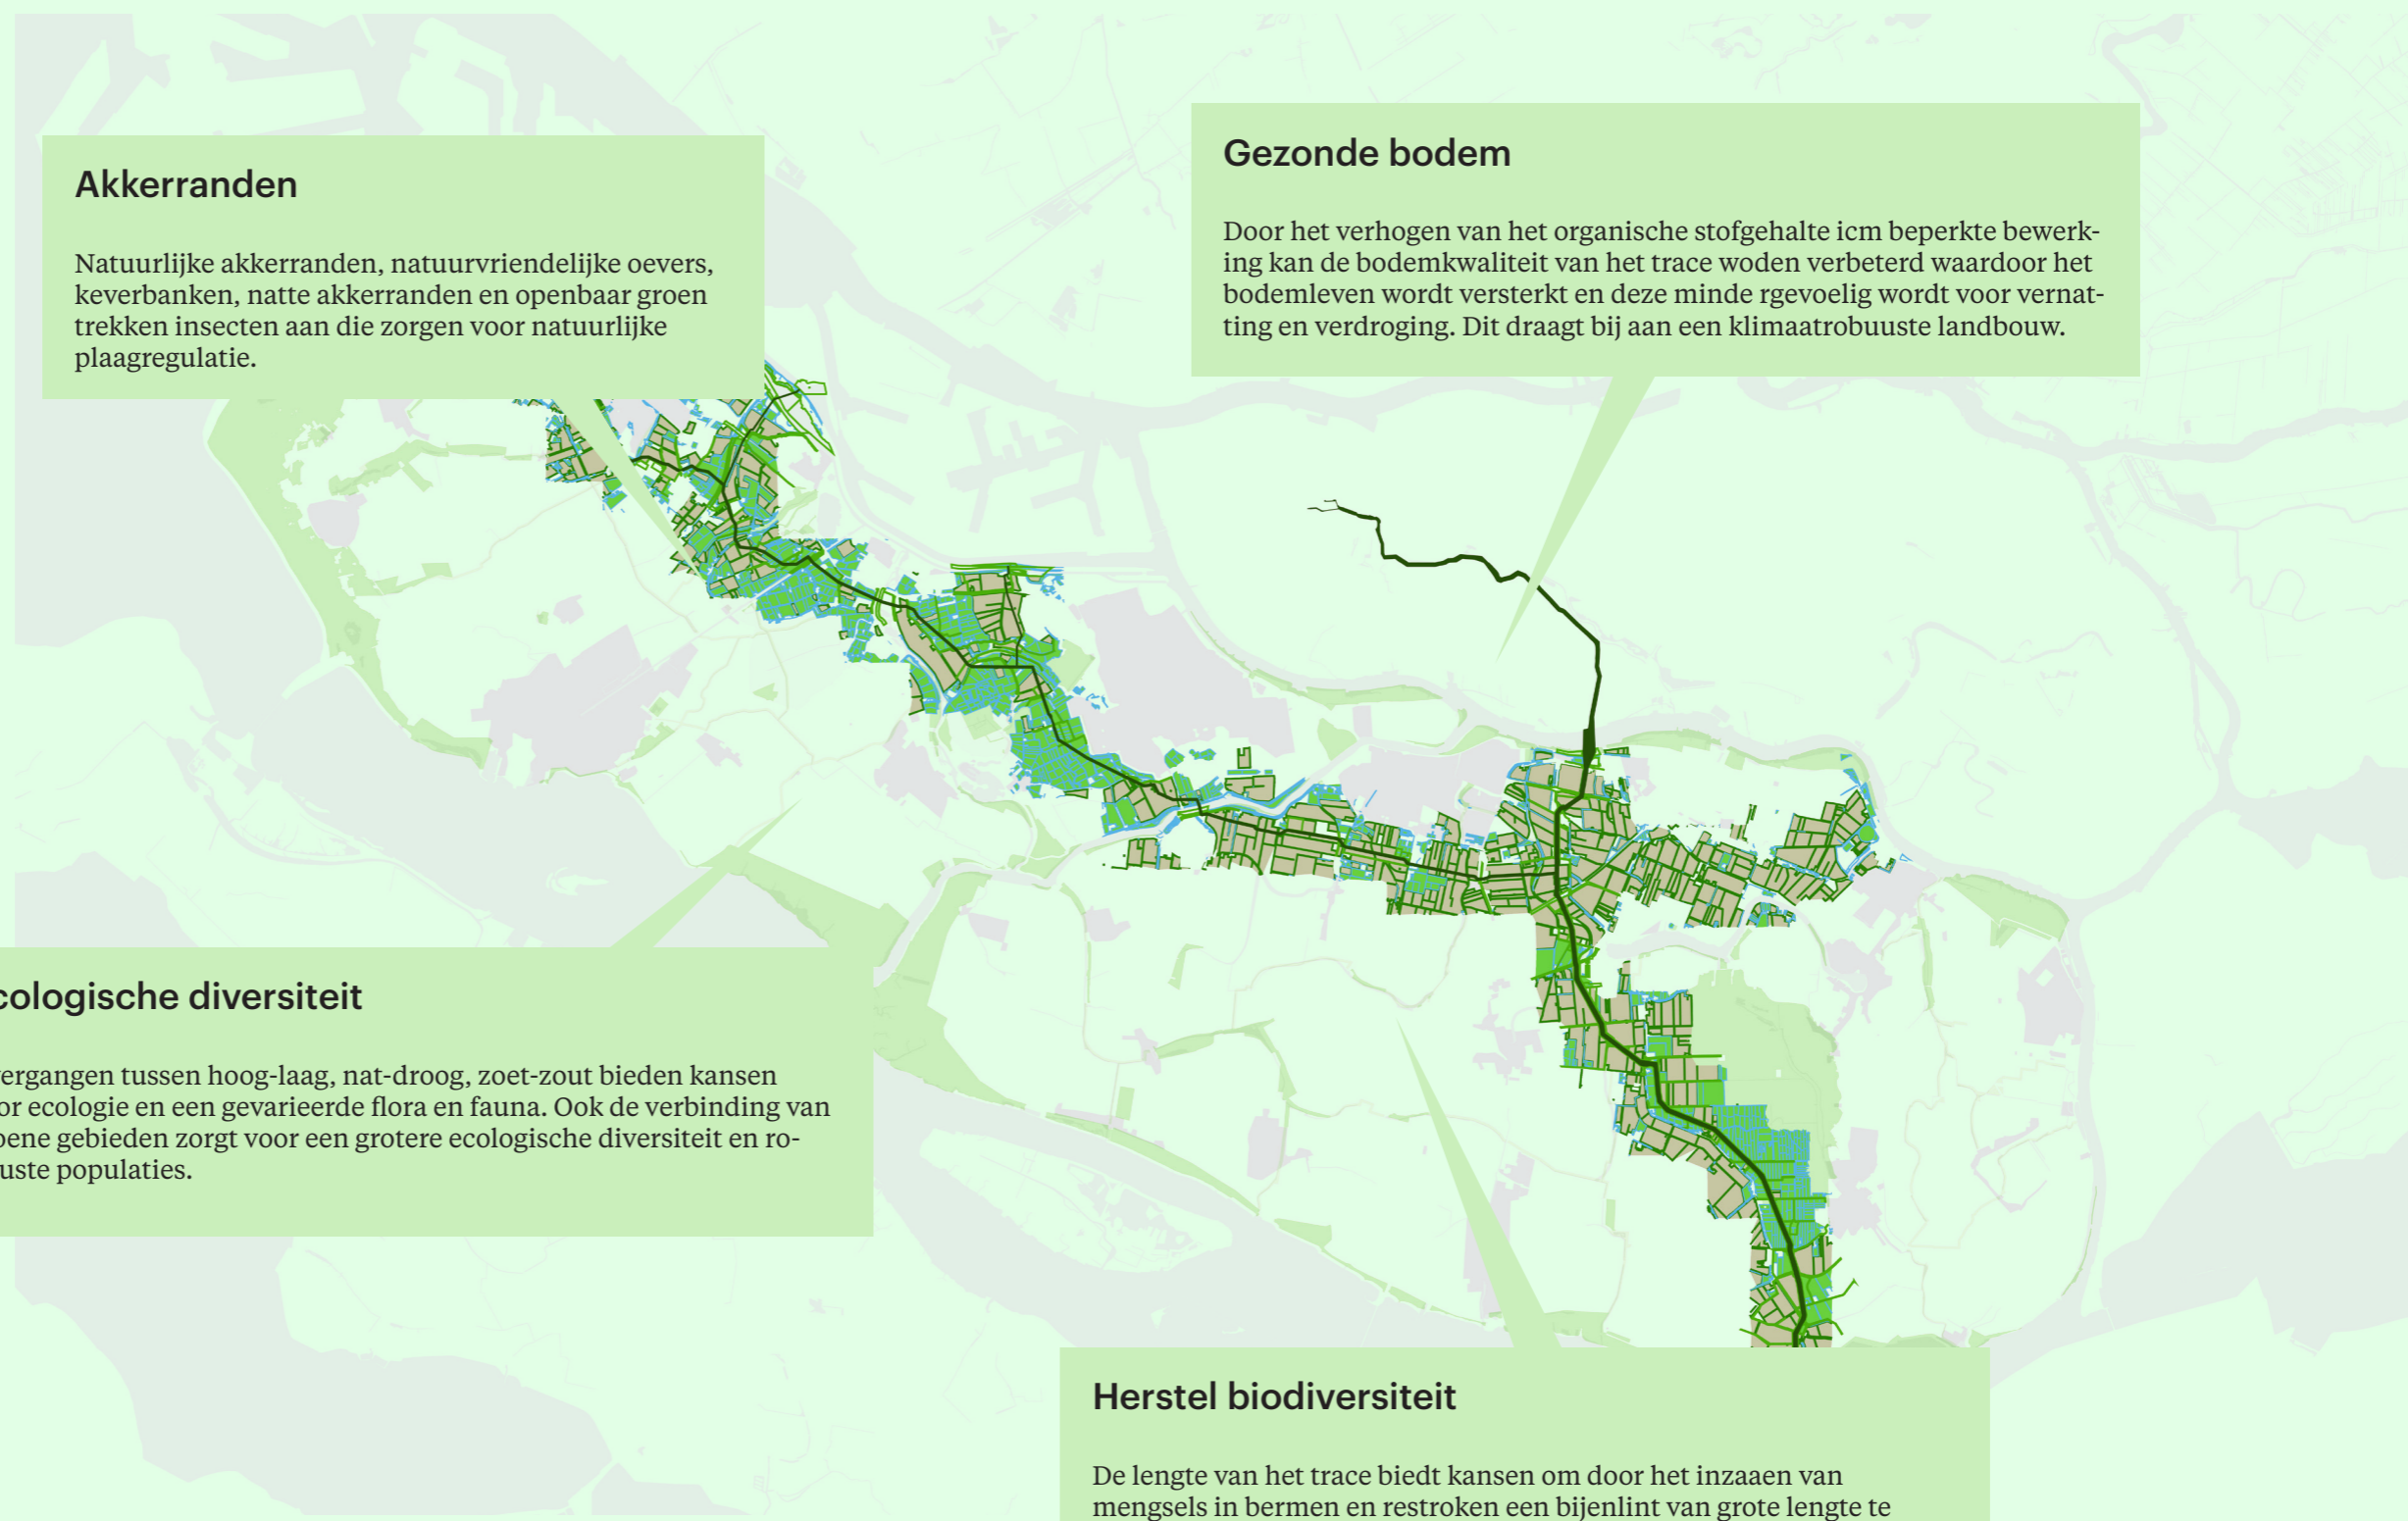 Akkerranden
Natuurlijke akkerranden, natuurvriendelijke oevers,
keverbanken, natte akkerranden en openbaar groen
trekken insecten aan die zorgen voor natuurlijke
plaagregulatie.
Gezonde bodem
Door het verhogen van het organische stofgehalte icm beperkte bewerk-
ing kan de bodemkwaliteit van het trace woden verbeterd waardoor het
bodemleven wordt versterkt en deze minde rgevoelig wordt voor vernat-
ting en verdroging. Dit draagt bij aan een klimaatrobuuste landbouw.
cologische diversiteit
ergangen tussen hoog-laag, nat-droog, zoet-zout bieden kansen
or ecologie en een gevarieerde flora en fauna. Ook de verbinding van
oene gebieden zorgt voor een grotere ecologische diversiteit en ro-
uste populaties.
Herstel biodiversiteit
De lengte van het trace biedt kansen om door het inzaaen van
mengsels in bermen en restroken een bijenlint van grote lengte te